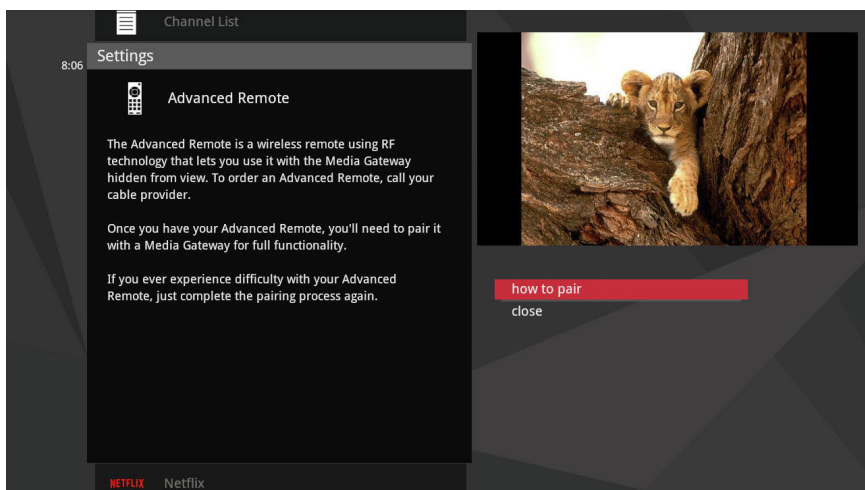 Channel List
8:06
Settings
Advanced Remote
The Advanced Remote is a wireless remote using RF
technology that lets you use it with the Media Gateway
hidden from view. To order an Advanced Remote, call your
cable provider.
Once you have your Advanced Remote, you'll need to pair it
with a Media Gateway for full functionality.
If you ever experience difficulty with your Advanced
Remote, just complete the pairing process again.
how to pair
close
NETFLIX Netflix